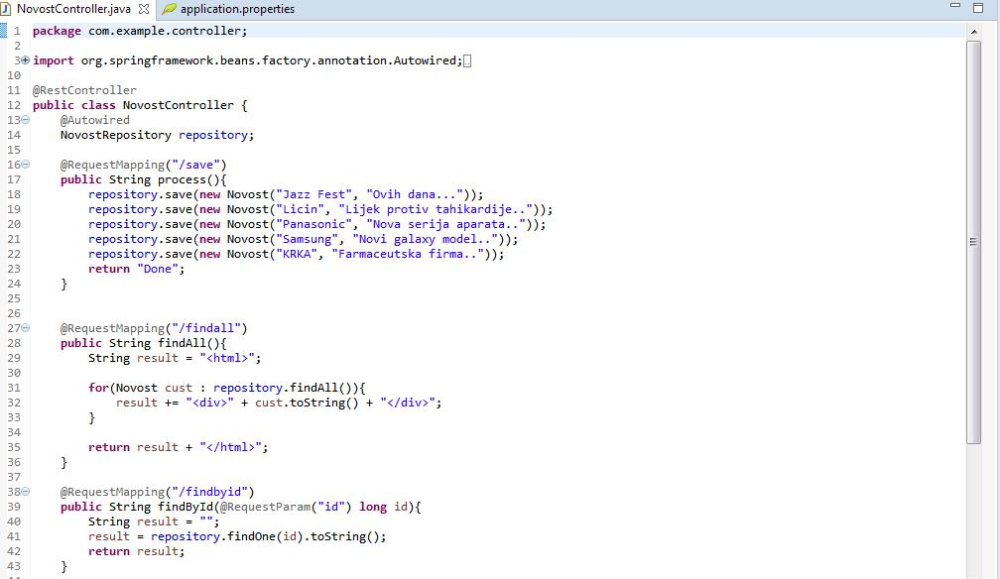 NovostController.java application.properties
1 package com.example.controller;
2
3 import org.springframework.beans.factory.annotation.Autowired;
10
11 @RestController
12 public class NovostController {
13 @Autowired
14 NovostRepository repository;
15
16 @RequestMapping("/save")
17 public String process(){
18 repository.save(new Novost("Jazz Fest", "Ovih dana..."));
19 repository.save(new Novost("Licin", "Lijek protiv tahikardije.."));
20 repository.save(new Novost("Panasonic", "Nova serija aparata.."));
21 repository.save(new Novost("Samsung", "Novi galaxy model.."));
22 repository.save(new Novost("KRKA", "Farmaceutska firma.."));
23 return "Done";
24 }
25
26
27 @RequestMapping("/findall")
28 public String findAll(){
29 String result = "<html>";
30
31 for(Novost cust : repository.findAll()){
32 result += "<div>" + cust.toString() + "</div>";
33 }
34
35 return result + "</html>";
36 }
37
38 @RequestMapping("/findbyid")
39 public String findById(@RequestParam("id") long id){
40 String result = "";
41 result = repository.findOne(id).toString();
42 return result;
43 }